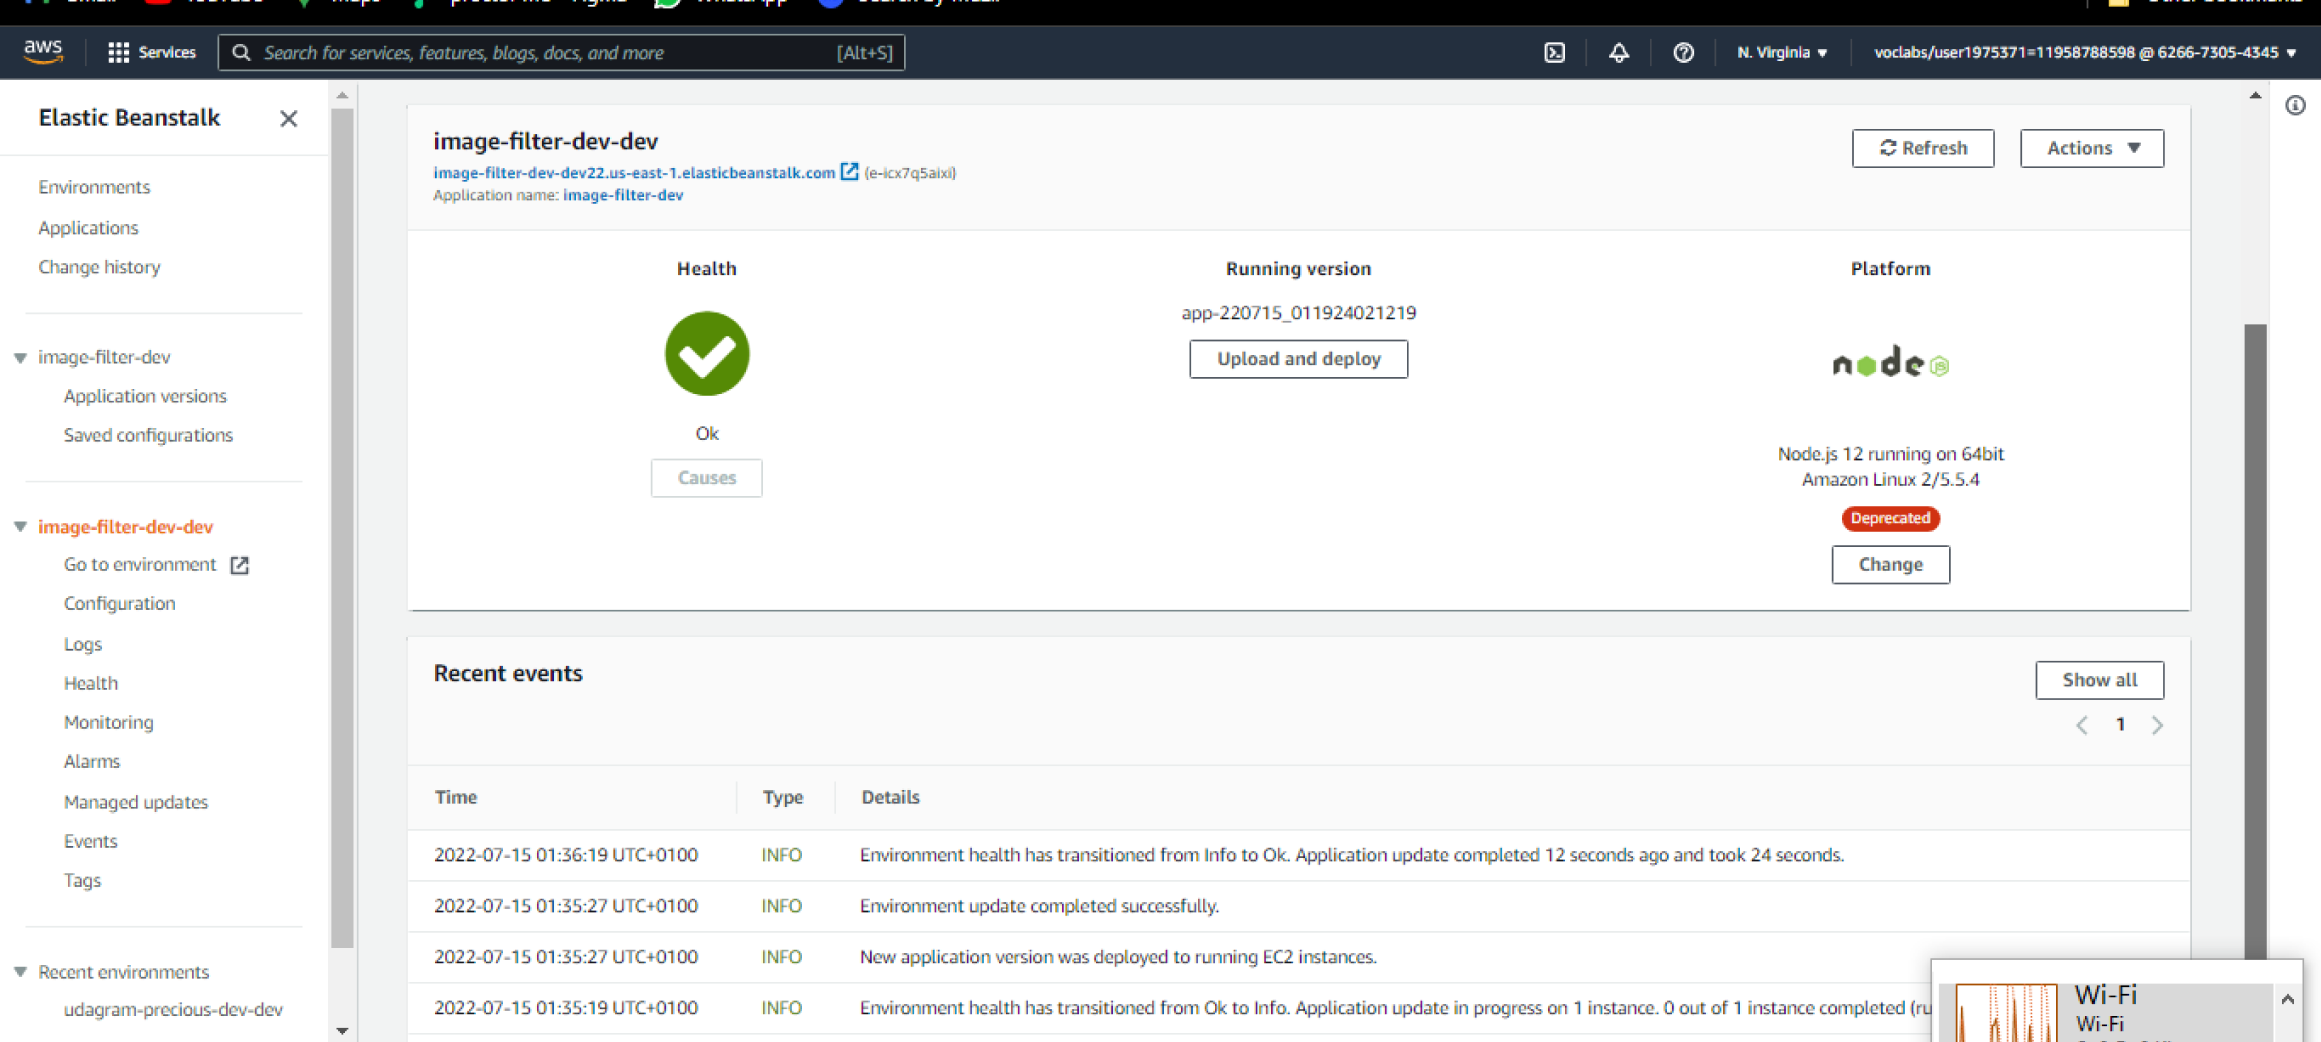 aws
Services
Search for services, features, blogs, docs, and more
[Alt+S]
N. Virginia
voclabs/user1975371=11958788598 @ 6266-7305-4345
Elastic Beanstalk
Environments
Applications
Change history
image-filter-dev
Application versions
Saved configurations
image-filter-dev-dev
Go to environment
Configuration
Logs
Health
Monitoring
Alarms
Managed updates
Events
Tags
Recent environments
udagram-precious-dev-dev
image-filter-dev-dev
image-filter-dev-dev22.us-east-1.elasticbeanstalk.com (e-icx7q5aixi)
Application name: image-filter-dev
Refresh
Actions
Health
Ok
Causes
Running version
app-220715_011924021219
Upload and deploy
Platform
node JS
Node.js 12 running on 64bit
Amazon Linux 2/5.5.4
Deprecated
Change
Recent events
Show all
1
Time Type Details
2022-07-15 01:36:19 UTC+0100 INFO Environment health has transitioned from Info to Ok. Application update completed 12 seconds ago and took 24 seconds.
2022-07-15 01:35:27 UTC+0100 INFO Environment update completed successfully.
2022-07-15 01:35:27 UTC+0100 INFO New application version was deployed to running EC2 instances.
2022-07-15 01:35:19 UTC+0100 INFO Environment health has transitioned from Ok to Info. Application update in progress on 1 instance. 0 out of 1 instance completed (ru
Wi-Fi
Wi-Fi